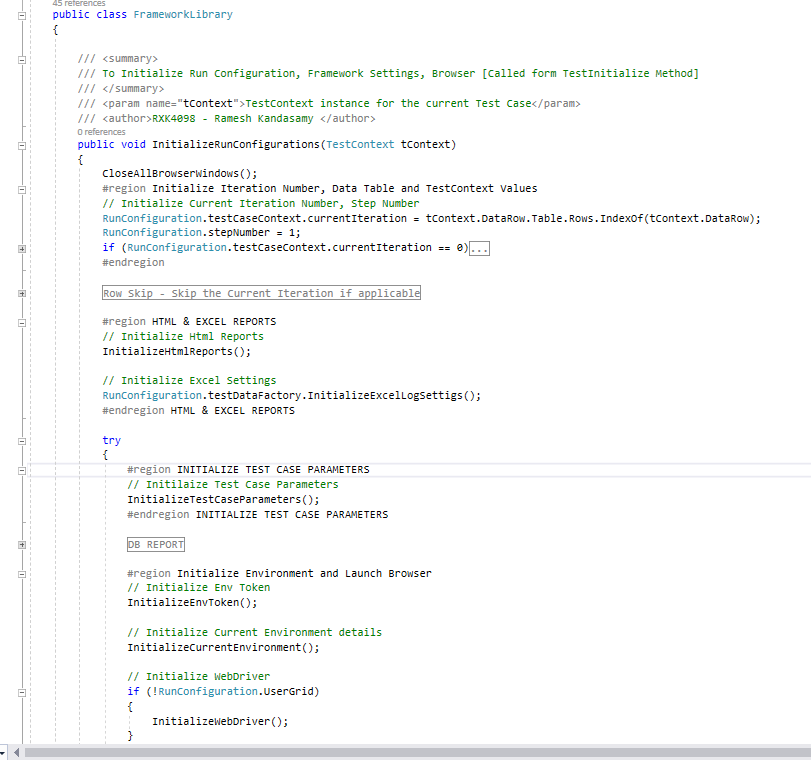 45 references
public class FrameworkLibrary
{
/// <summary>
/// To Initialize Run Configuration, Framework Settings, Browser [Called form TestInitialize Method]
/// </summary>
/// <param name="tContext">TestContext instance for the current Test Case</param>
/// <author>RXK4098 - Ramesh Kandasamy </author>
0 references
public void InitializeRunConfigurations(TestContext tContext)
{
CloseAllBrowserWindows();
#region Initialize Iteration Number, Data Table and TestContext Values
// Initialize Current Iteration Number, Step Number
RunConfiguration.testCaseContext.currentIteration = tContext.DataRow.Table.Rows.IndexOf(tContext.DataRow);
RunConfiguration.stepNumber = 1;
if (RunConfiguration.testCaseContext.currentIteration == 0)...
#endregion
Row Skip - Skip the Current Iteration if applicable
#region HTML & EXCEL REPORTS
// Initialize Html Reports
InitializeHtmlReports();
// Initialize Excel Settings
RunConfiguration.testDataFactory.InitializeExcelLogSettigs();
#endregion HTML & EXCEL REPORTS
try
{
#region INITIALIZE TEST CASE PARAMETERS
// Initilaize Test Case Parameters
InitializeTestCaseParameters();
#endregion INITIALIZE TEST CASE PARAMETERS
DB REPORT
#region Initialize Environment and Launch Browser
// Initialize Env Token
InitializeEnvToken();
// Initialize Current Environment details
InitializeCurrentEnvironment();
// Initialize WebDriver
if (!RunConfiguration.UserGrid)
{
InitializeWebDriver();
}